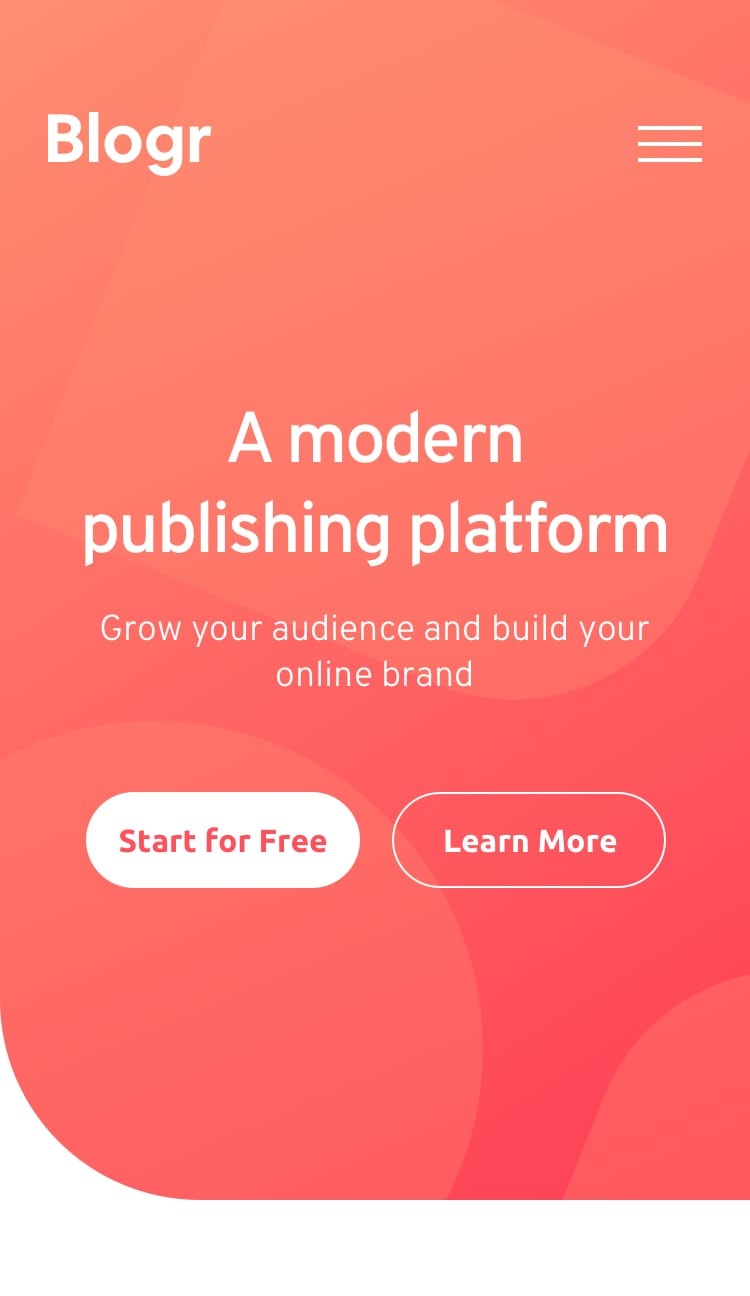 Blogr
A modern
publishing platform
Grow your audience and build your
online brand
Start for Free
Learn More